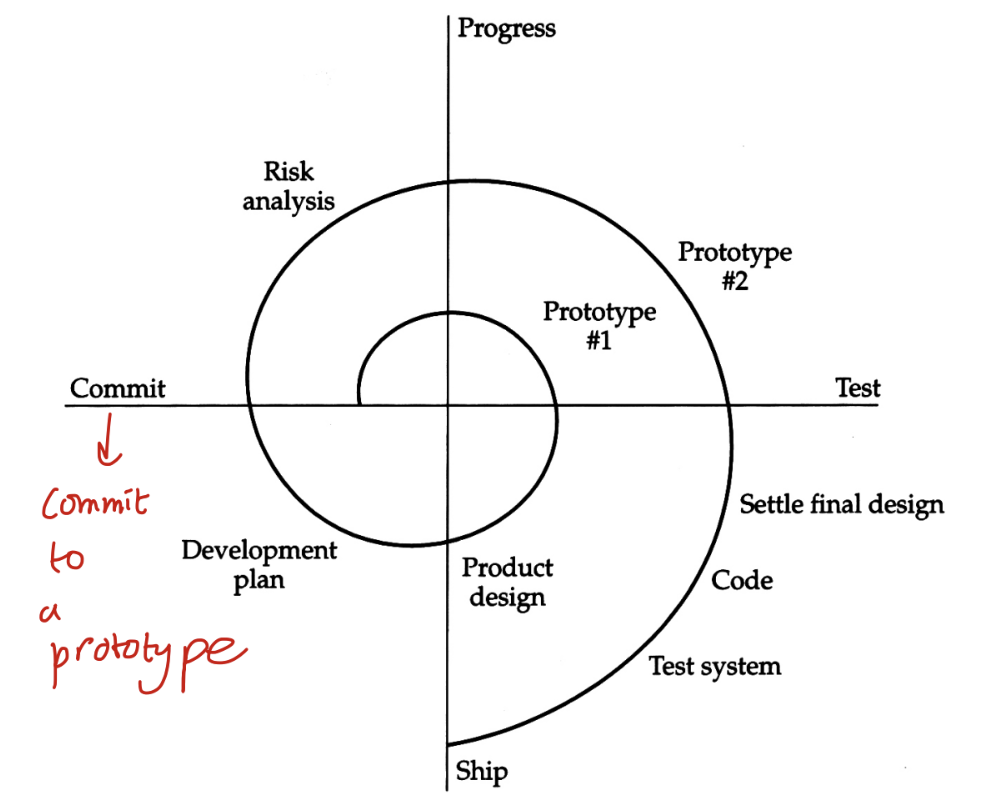 Progress
Risk
analysis
Prototype
#2
Prototype
#1
Commit
Test
Commit
to
a
prototype
Settle final design
Development
plan
Product
design
Code
Test system
Ship